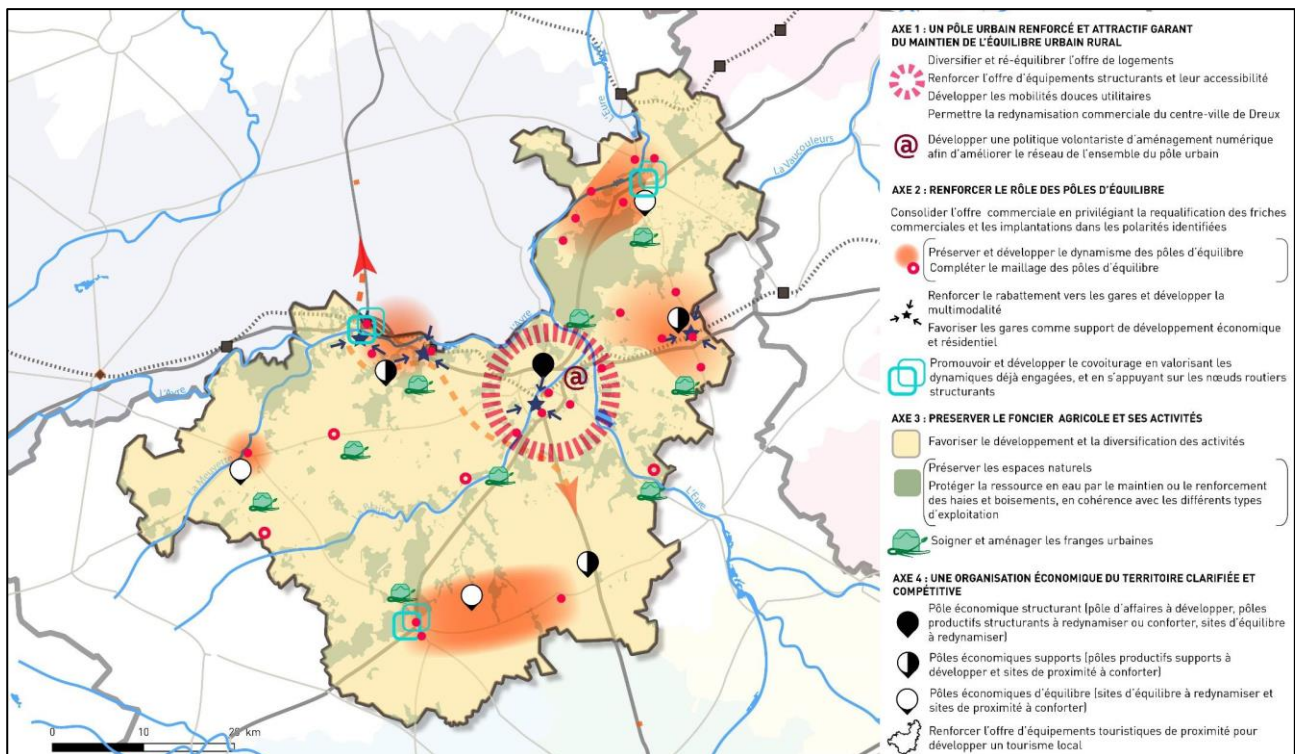 L'Eure
La Vaucouleurs
L'Avre
L'Avre
La Meuvette
L'Eure
@
0 10 20 km
AXE 1 : UN PÔLE URBAIN RENFORCÉ ET ATTRACTIF GARANT
DU MAINTIEN DE L'ÉQUILIBRE URBAIN RURAL
Diversifier et ré-équilibrer l'offre de logements
Renforcer l'offre d'équipements structurants et leur accessibilité
Développer les mobilités douces utilitaires
Permettre la redynamisation commerciale du centre-ville de Dreux
@ Développer une politique volontariste d'aménagement numérique
afin d'améliorer le réseau de l'ensemble du pôle urbain
AXE 2 : RENFORCER LE RÔLE DES PÔLES D'ÉQUILIBRE
Consolider l'offre commerciale en privilégiant la requalification des friches
commerciales et les implantations dans les polarités identifiées
Préserver et développer le dynamisme des pôles d'équilibre
Compléter le maillage des pôles d'équilibre
Renforcer le rabattement vers les gares et développer la
multimodalité
Favoriser les gares comme support de développement économique
et résidentiel
Promouvoir et développer le covoiturage en valorisant les
dynamiques déjà engagées, et en s'appuyant sur les nœuds routiers
structurants
AXE 3 : PRESERVER LE FONCIER AGRICOLE ET SES ACTIVITÉS
Favoriser le développement et la diversification des activités
Préserver les espaces naturels
Protéger la ressource en eau par le maintien ou le renforcement
des haies et boisements, en cohérence avec les différents types
d'exploitation
Soigner et aménager les franges urbaines
AXE 4 : UNE ORGANISATION ÉCONOMIQUE DU TERRITOIRE CLARIFIÉE ET
COMPÉTITIVE
Pôle économique structurant (pôle d'affaires à développer, pôles
productifs structurants à redynamiser ou conforter, sites d'équilibre
à redynamiser)
Pôles économiques supports (pôles productifs supports à
développer et sites de proximité à conforter)
Pôles économiques d'équilibre (sites d'équilibre à redynamiser et
sites de proximité à conforter)
Renforcer l'offre d'équipements touristiques de proximité pour
développer un tourisme local